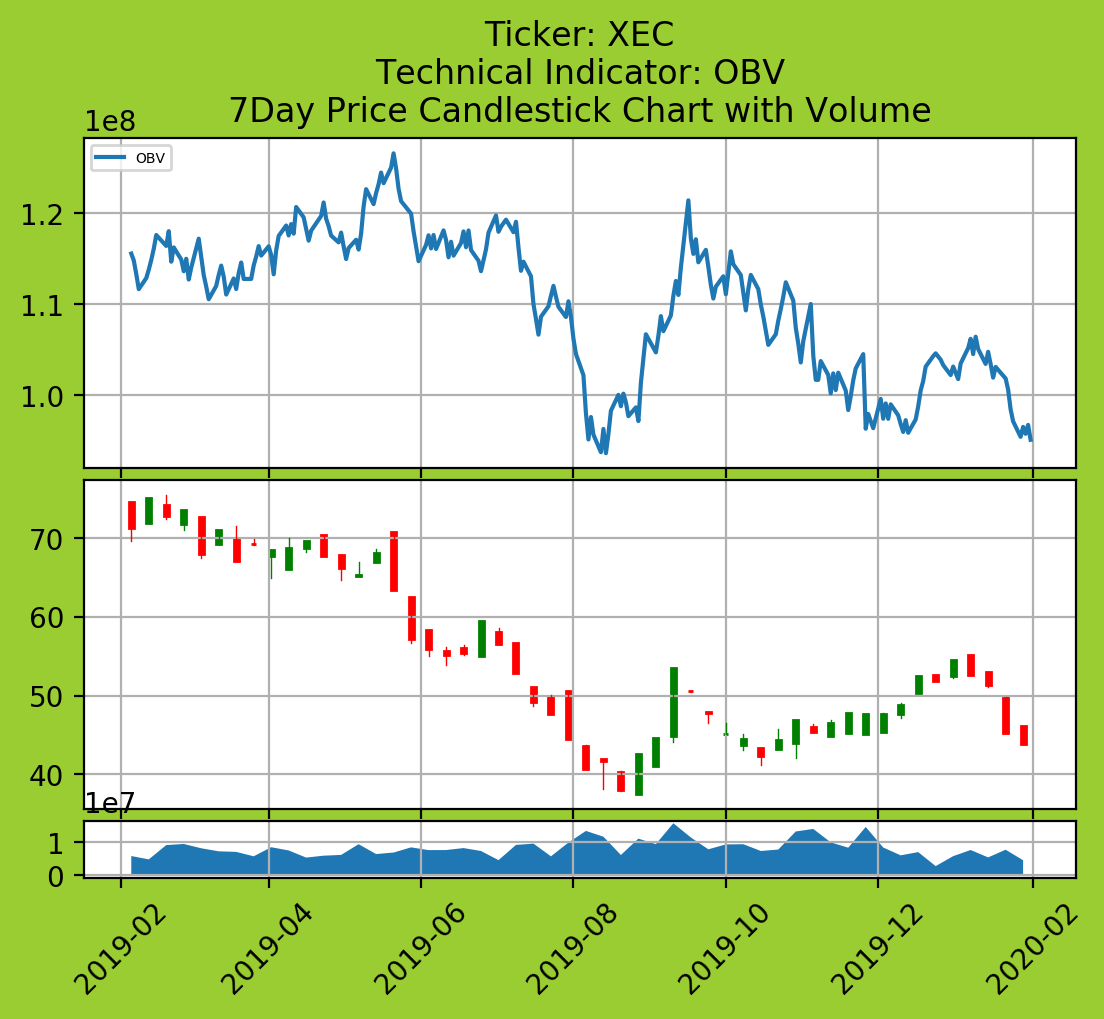 Ticker: XEC
Technical Indicator: OBV
7Day Price Candlestick Chart with Volume
1e8
OBV
1.2
1.1
1.0
70
60
50
40
1e7
1
0
2019-02
2019-04
2019-06
2019-08
2019-10
2019-12
2020-02